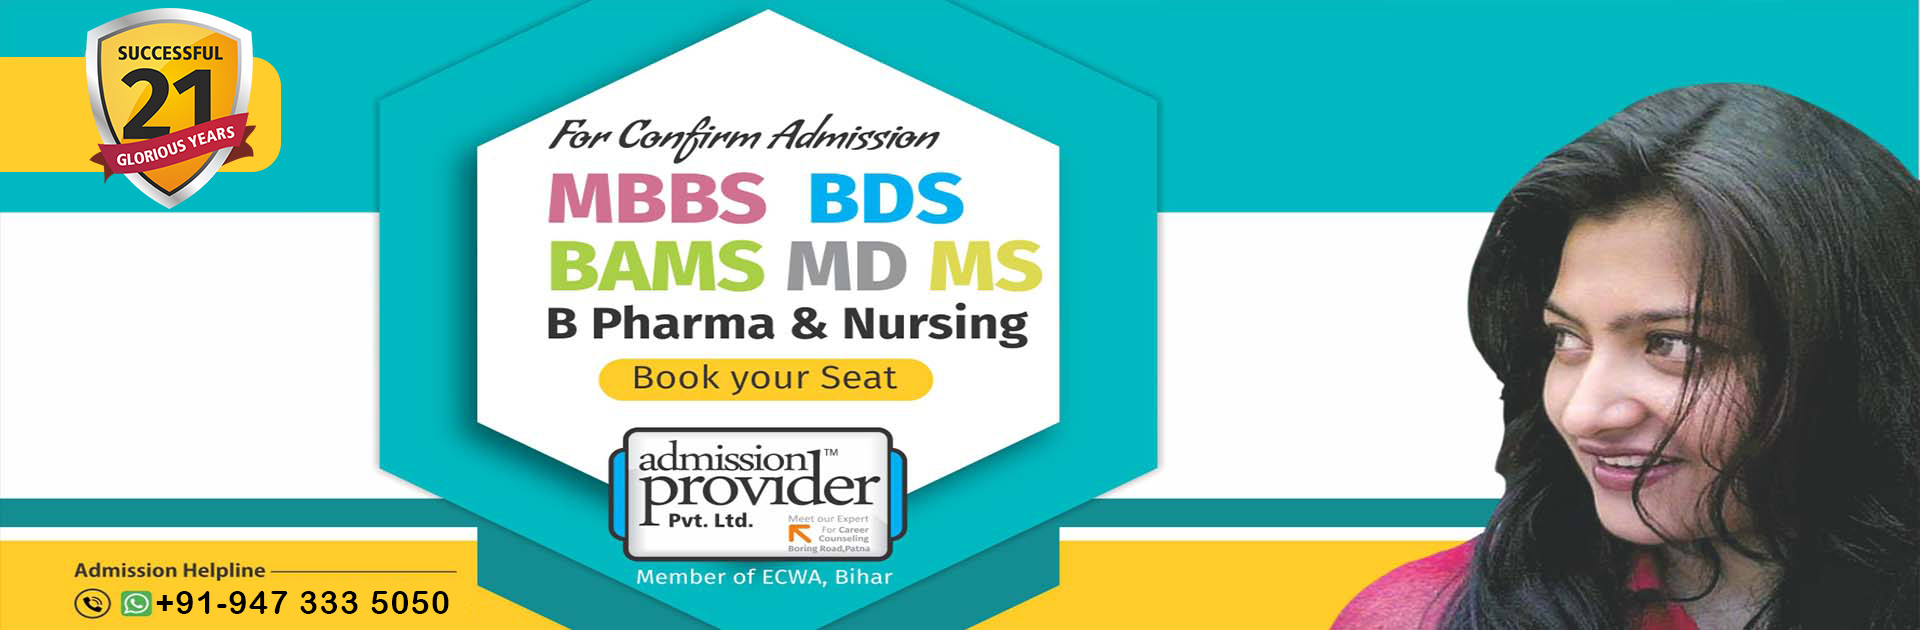 SUCCESSFUL
21
GLORIOUS YEARS
For Confirm Admission
MBBS BDS
BAMS MD MS
B Pharma & Nursing
Book your Seat
admission™
provider
Pvt. Ltd.
Meet our Expert
For Career
Counseling
Boring Road,Patna
Member of ECWA, Bihar
Admission Helpline
+91-947 333 5050